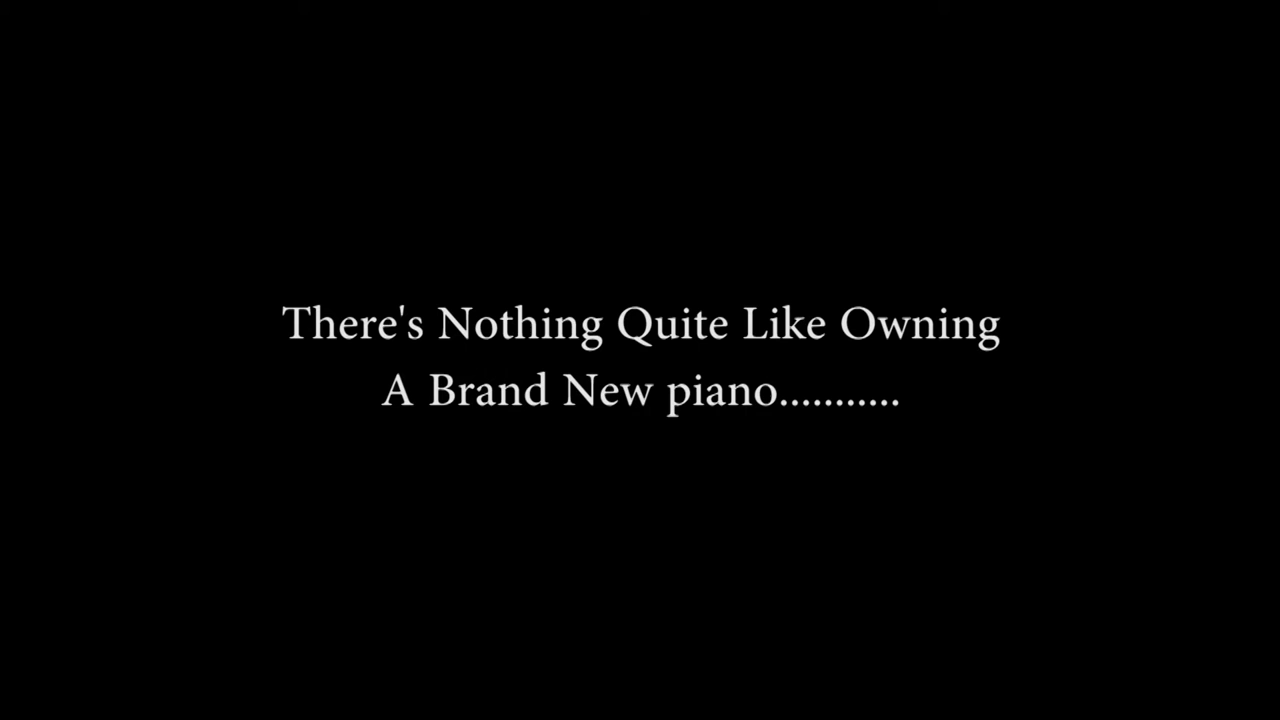 There's Nothing Quite Like Owning
A Brand New piano...........